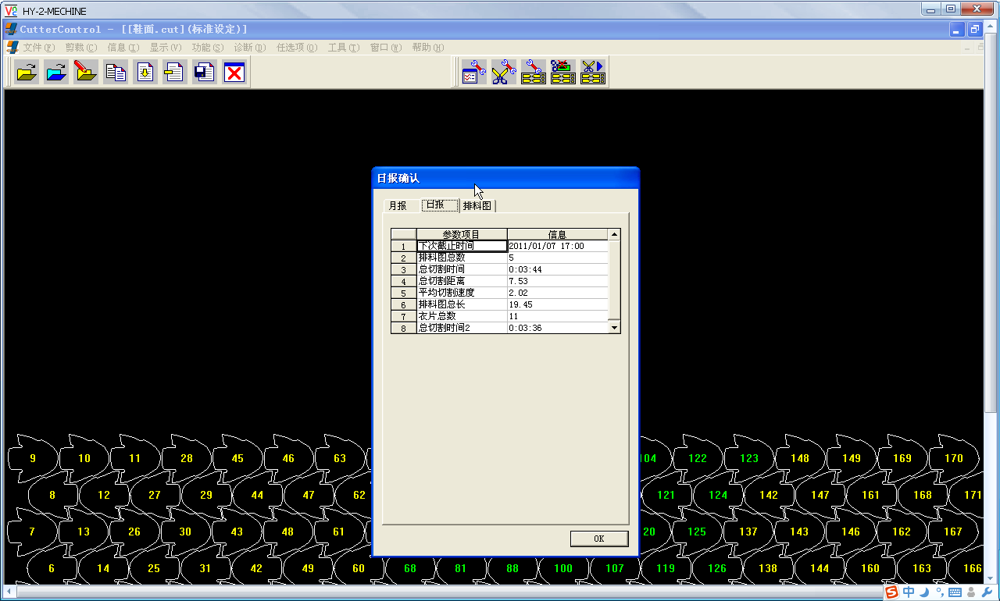 HY-2-MECHINE
CutterControl - [[鞋面.cut](标准设定)]
文件(F) 剪裁(C) 信息(I) 显示(V) 功能(S) 诊断(D) 任选项(O) 工具(T) 窗口(W) 帮助(H)
日报确认
月报 日报 排料图
参数项目 信息
1 下次截止时间 2011/01/07 17:00
2 排料图总数 5
3 总切割时间 0:03:44
4 总切割距离 7.53
5 平均切割速度 2.02
6 排料图总长 19.45
7 衣片总数 11
8 总切割时间2 0:03:36
OK
9 10 11 28 45 46 63 104 122 123 148 149 169 170
8 12 27 29 44 47 62 121 124 142 147 161 168 171
7 13 26 30 43 48 61 20 125 137 143 146 162 167
6 14 25 31 42 49 60 68 81 88 100 107 119 126 138 144 160 163 166
中